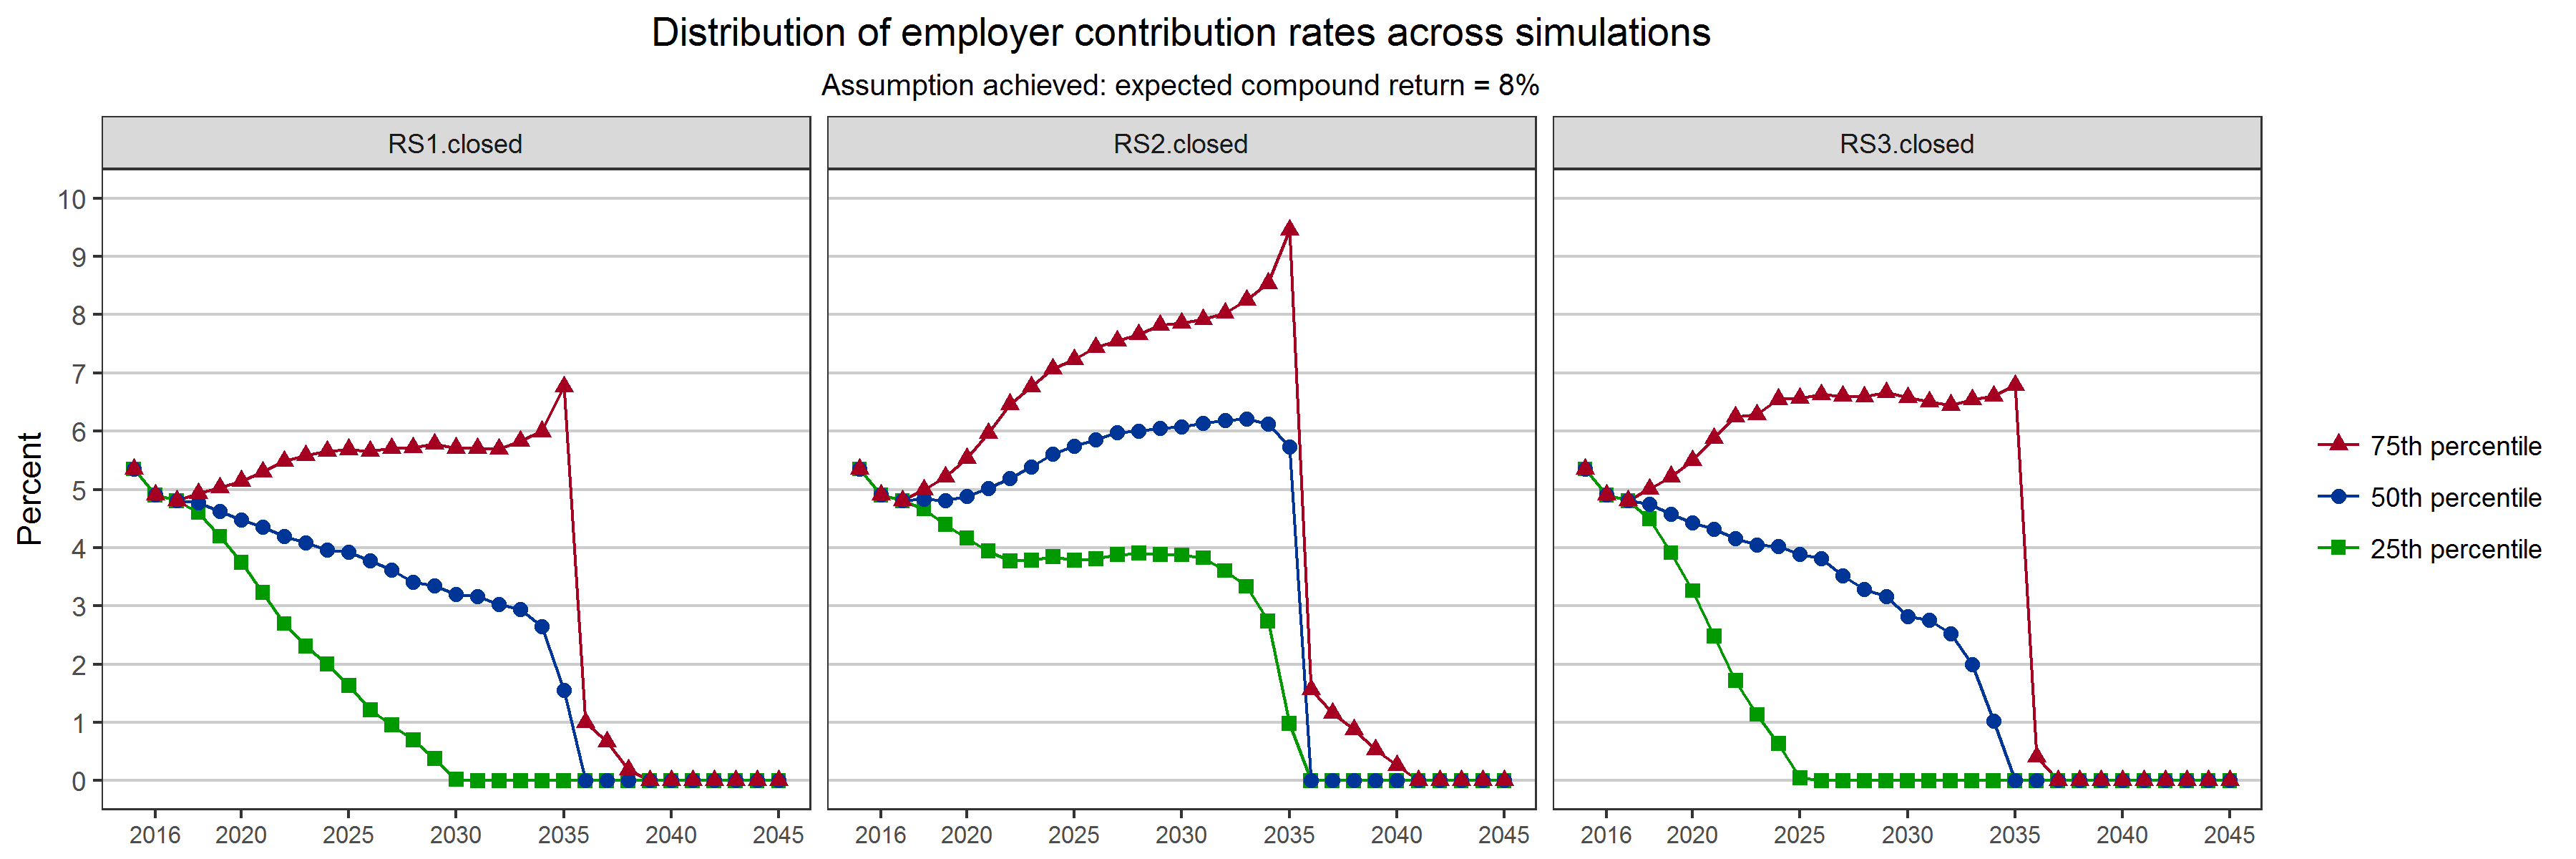 Distribution of employer contribution rates across simulations
Assumption achieved: expected compound return = 8%
RS1.closed
RS2.closed
RS3.closed
Percent
10
9
8
7
6
5
4
3
2
1
0
2016 2020 2025 2030 2035 2040 2045
2016 2020 2025 2030 2035 2040 2045
2016 2020 2025 2030 2035 2040 2045
75th percentile
50th percentile
25th percentile